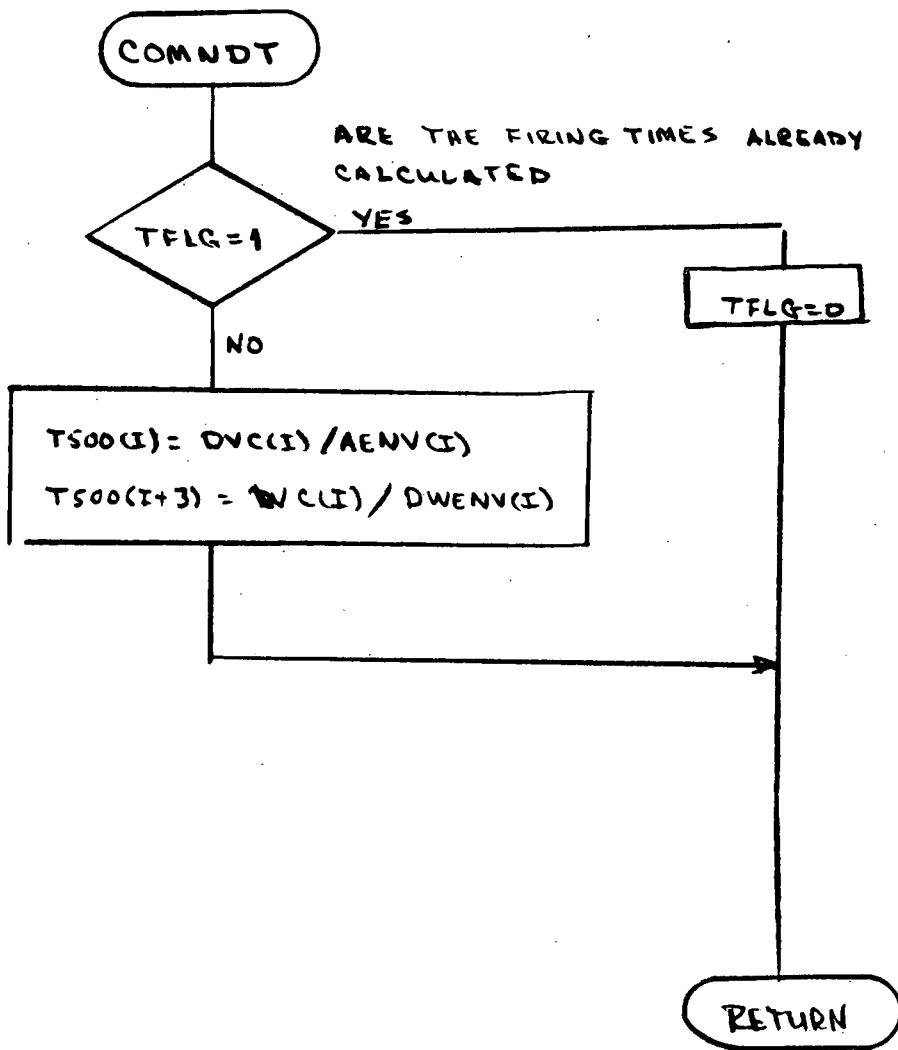 COMNDT
ARE THE FIRING TIMES ALREADY
CALCULATED
TFLG=1
YES
TFLG=0
NO
T500(I)= DVC(I) /AENV(I)
T500(I+3) = C(I) / DWENV(I)
RETURN